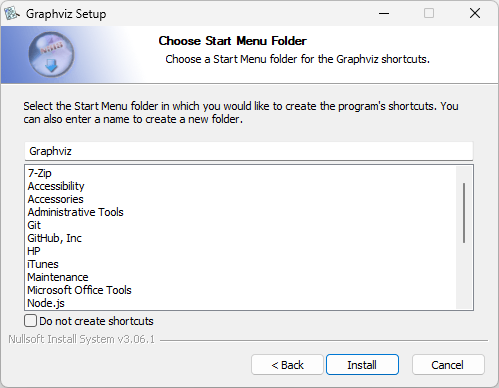 Graphviz Setup
Choose Start Menu Folder
Choose a Start Menu folder for the Graphviz shortcuts.
Select the Start Menu folder in which you would like to create the program's shortcuts. You
can also enter a name to create a new folder.
Graphviz
7-Zip
Accessibility
Accessories
Administrative Tools
Git
GitHub, Inc
HP
iTunes
Maintenance
Microsoft Office Tools
Node.js
Do not create shortcuts
Nullsoft Install System v3.06.1
< Back
Install
Cancel